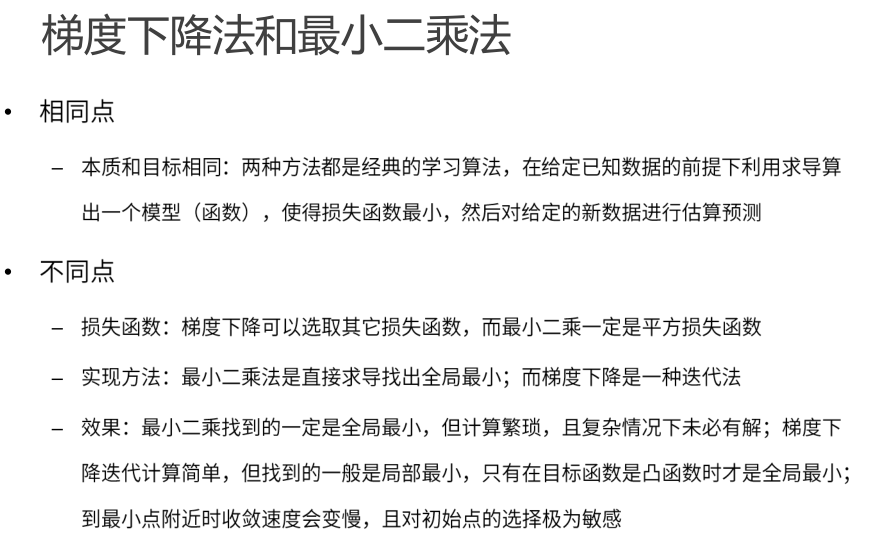 梯度下降法和最小二乘法
• 相同点
– 本质和目标相同：两种方法都是经典的学习算法，在给定已知数据的前提下利用求导算
出一个模型（函数），使得损失函数最小，然后对给定的新数据进行估算预测
• 不同点
– 损失函数：梯度下降可以选取其它损失函数，而最小二乘一定是平方损失函数
– 实现方法：最小二乘法是直接求导找出全局最小；而梯度下降是一种迭代法
– 效果：最小二乘找到的一定是全局最小，但计算繁琐，且复杂情况下未必有解；梯度下
降迭代计算简单，但找到的一般是局部最小，只有在目标函数是凸函数时才是全局最小；
到最小点附近时收敛速度会变慢，且对初始点的选择极为敏感